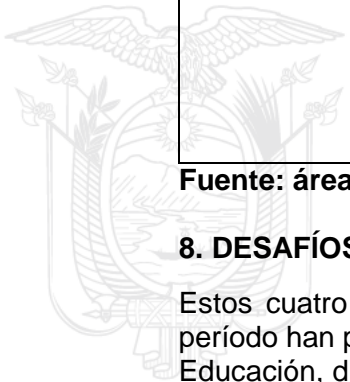 Fuente: área
8. DESAFÍOS
Estos cuatro
período han p
Educación, d